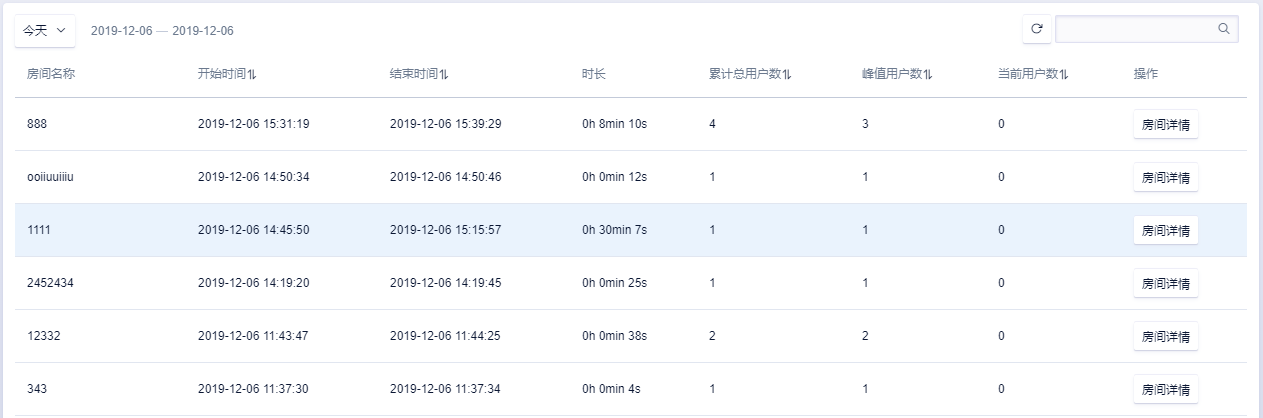 今天 2019-12-06 — 2019-12-06
房间名称 开始时间 结束时间 时长 累计总用户数 峰值用户数 当前用户数 操作
888 2019-12-06 15:31:19 2019-12-06 15:39:29 0h 8min 10s 4 3 0 房间详情
ooiiuuiiiu 2019-12-06 14:50:34 2019-12-06 14:50:46 0h 0min 12s 1 1 0 房间详情
1111 2019-12-06 14:45:50 2019-12-06 15:15:57 0h 30min 7s 1 1 0 房间详情
2452434 2019-12-06 14:19:20 2019-12-06 14:19:45 0h 0min 25s 1 1 0 房间详情
12332 2019-12-06 11:43:47 2019-12-06 11:44:25 0h 0min 38s 2 2 0 房间详情
343 2019-12-06 11:37:30 2019-12-06 11:37:34 0h 0min 4s 1 1 0 房间详情